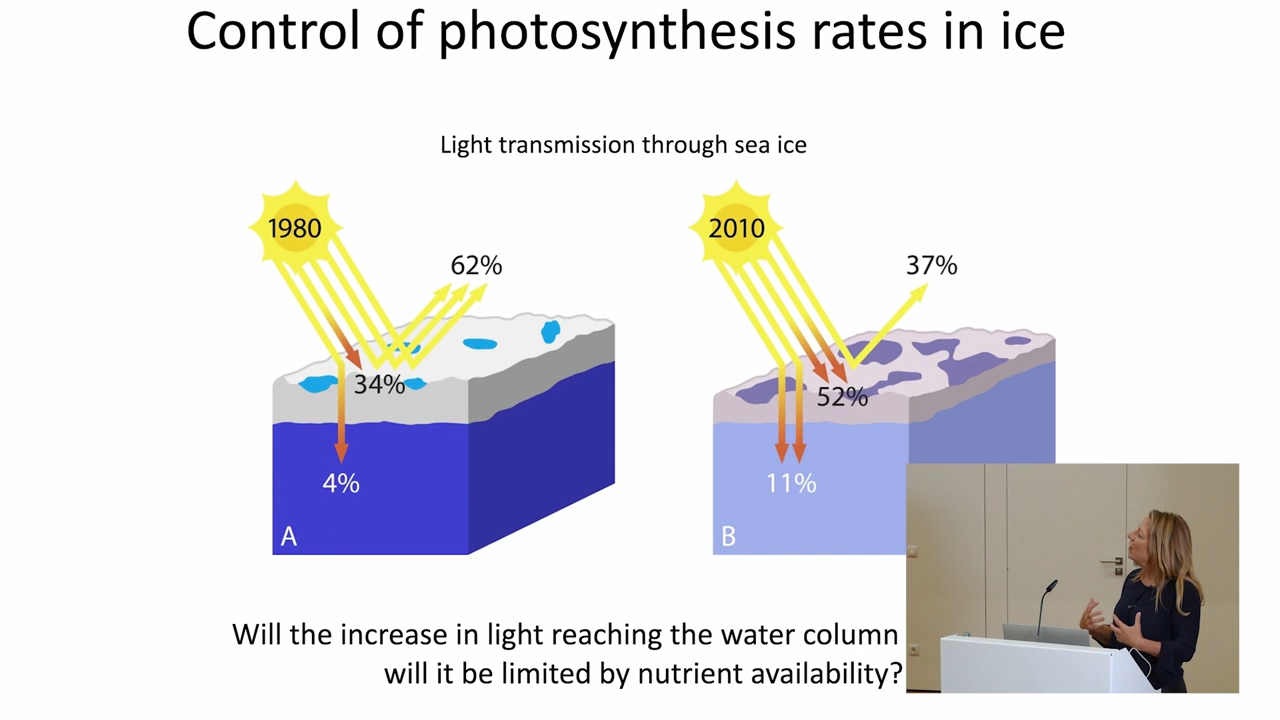 Control of photosynthesis rates in ice
Light transmission through sea ice
1980
62%
34%
4%
A
2010
37%
52%
11%
B
Will the increase in light reaching the water column
will it be limited by nutrient availability?